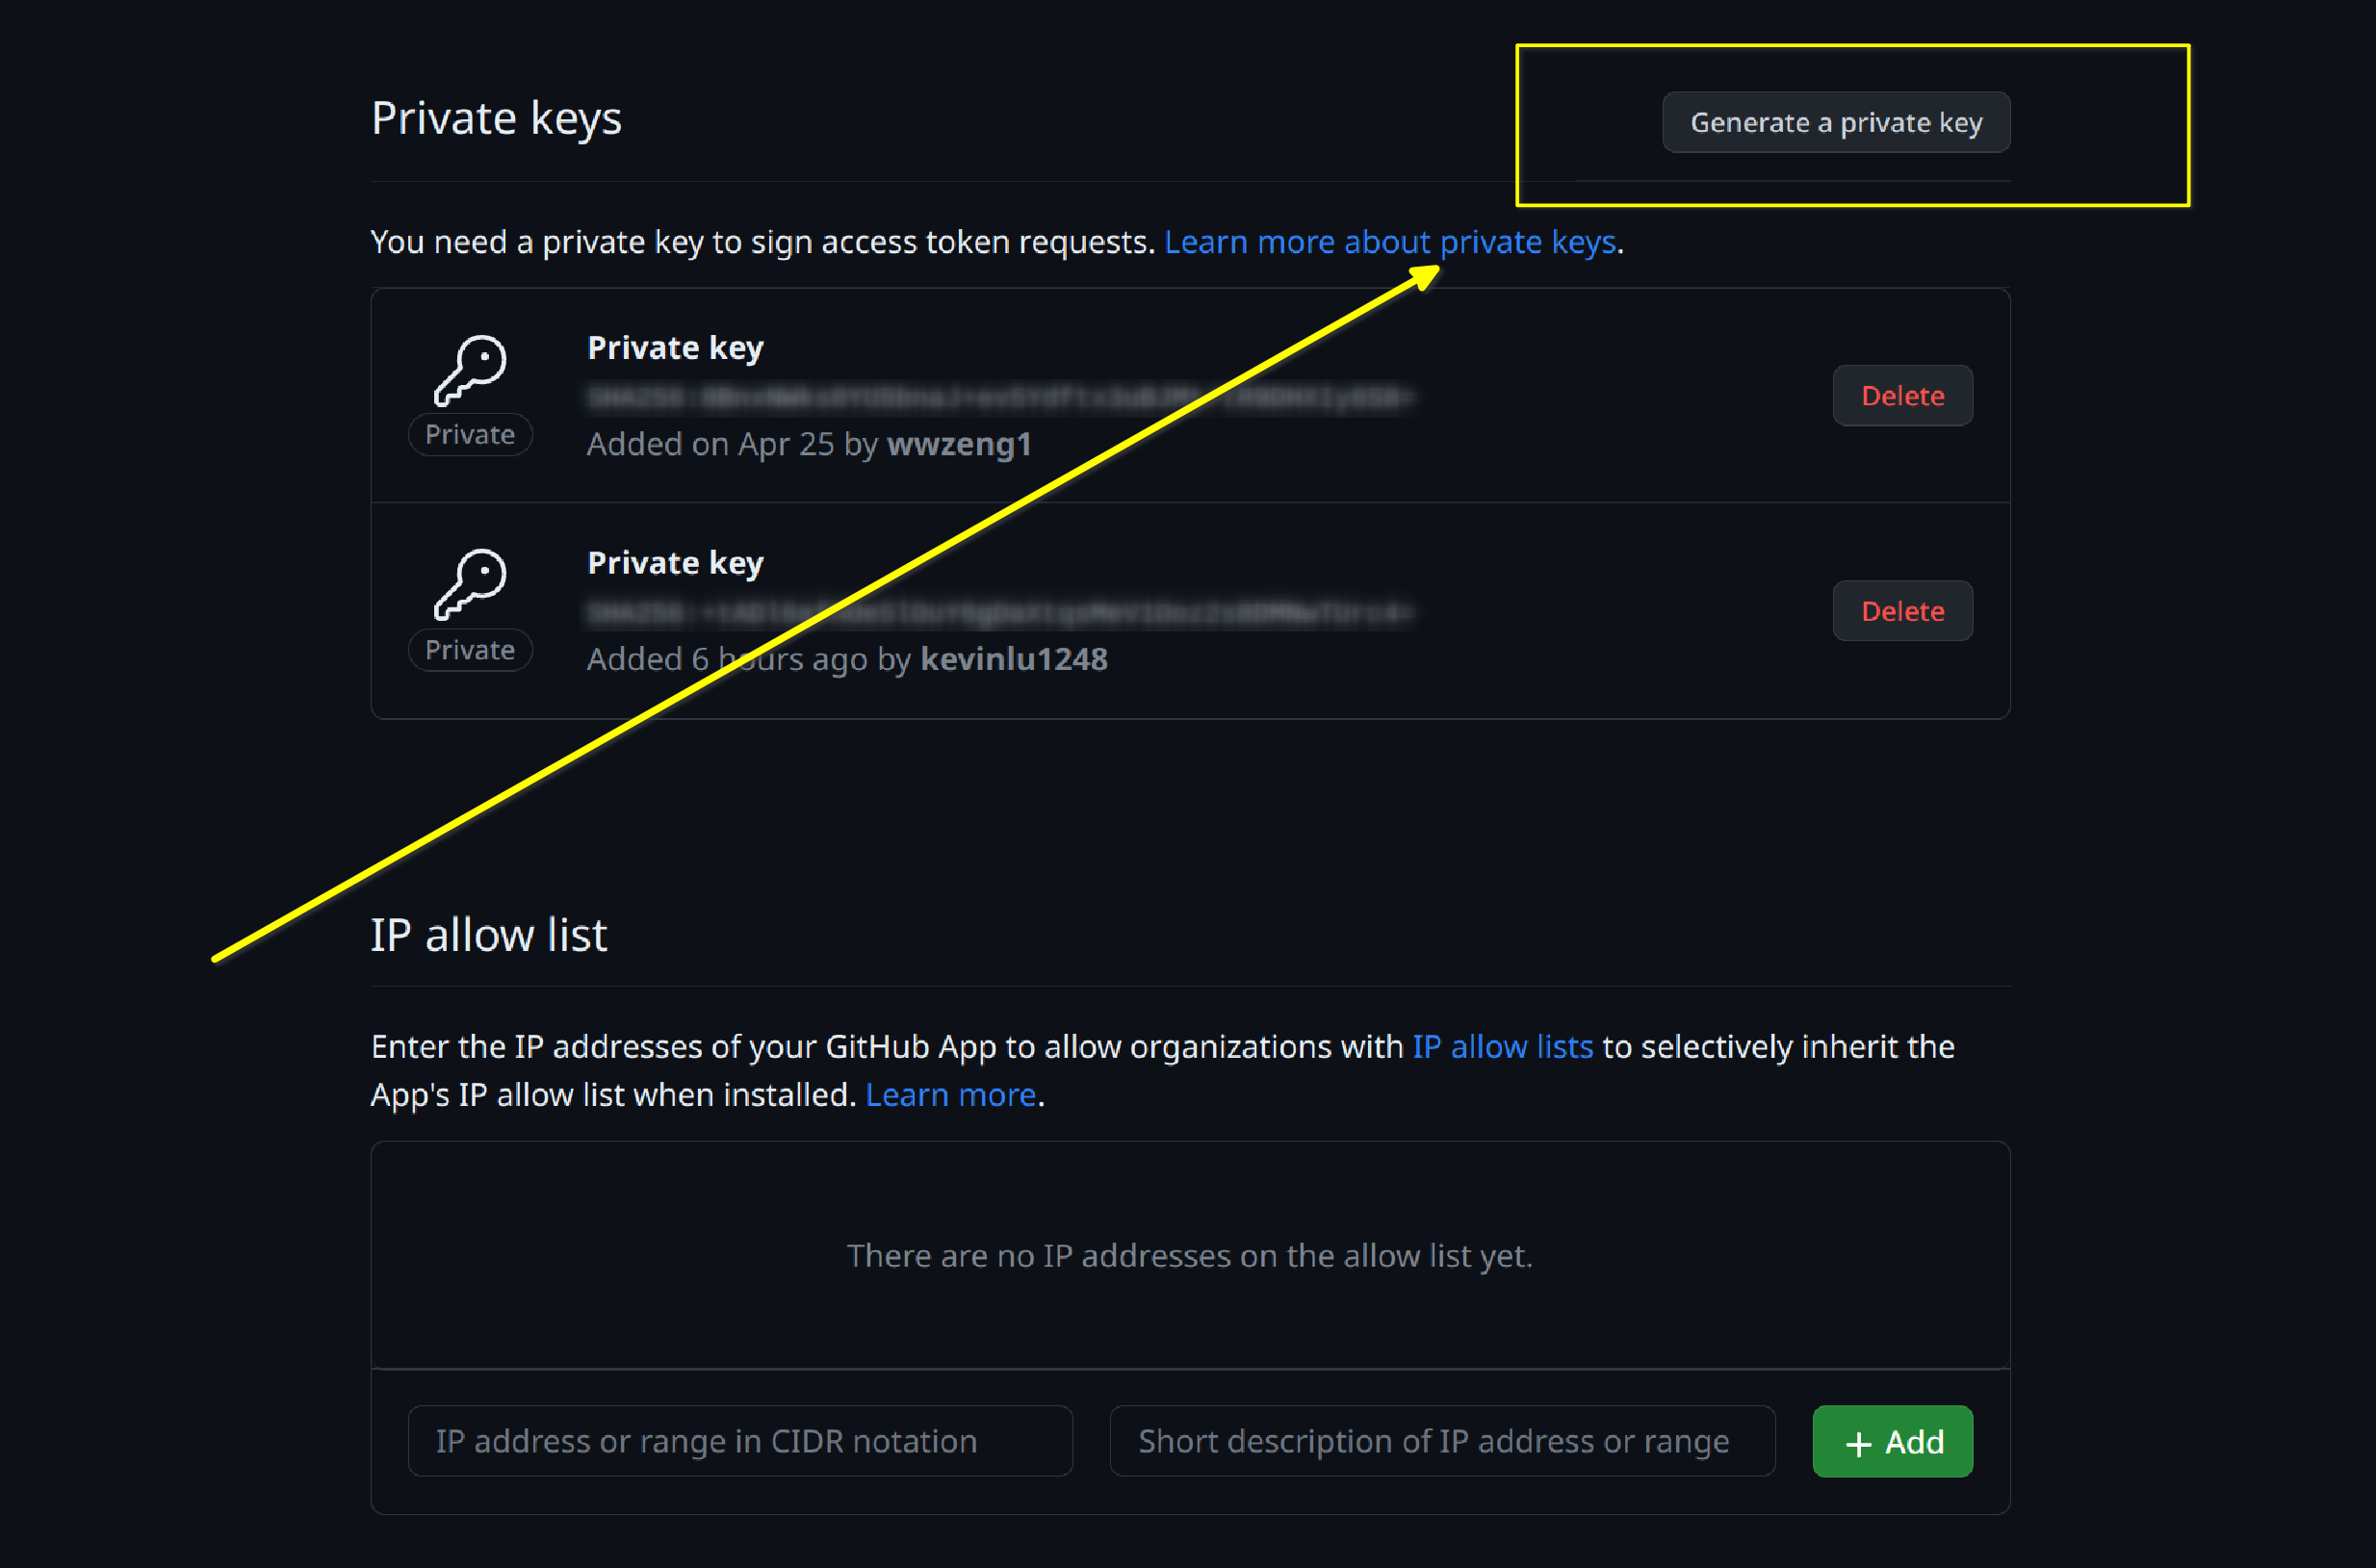 Private keys
Generate a private key
You need a private key to sign access token requests. Learn more about private keys.
Private key
Private
Added on Apr 25 by wwzeng1
Delete
Private key
Private
Added 6 hours ago by kevinlu1248
Delete
IP allow list
Enter the IP addresses of your GitHub App to allow organizations with IP allow lists to selectively inherit the
App's IP allow list when installed. Learn more.
There are no IP addresses on the allow list yet.
IP address or range in CIDR notation
Short description of IP address or range
+ Add